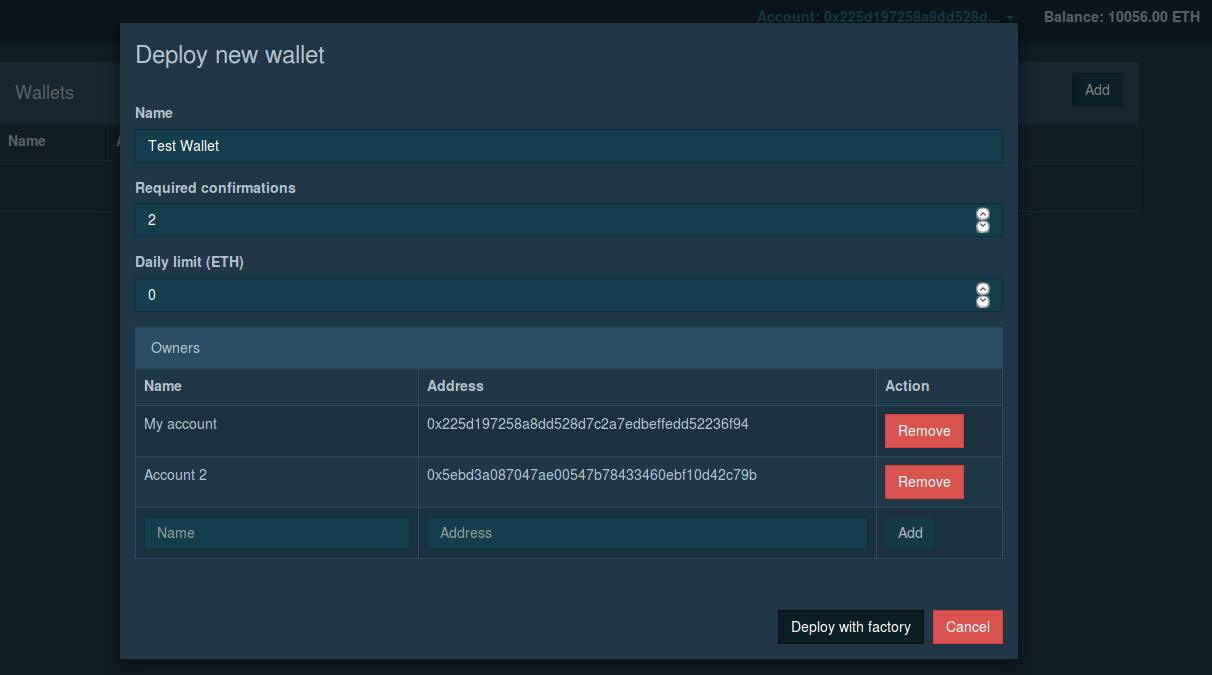 Account: 0x225d197258a8dd528d... Balance: 10056.00 ETH
Deploy new wallet
Wallets Add
Name
Name A
Test Wallet
Required confirmations
2
Daily limit (ETH)
0
Owners
Name Address Action
My account 0x225d197258a8dd528d7c2a7edbeffedd52236f94 Remove
Account 2 0x5ebd3a087047ae00547b78433460ebf10d42c79b Remove
Name Address Add
Deploy with factory Cancel